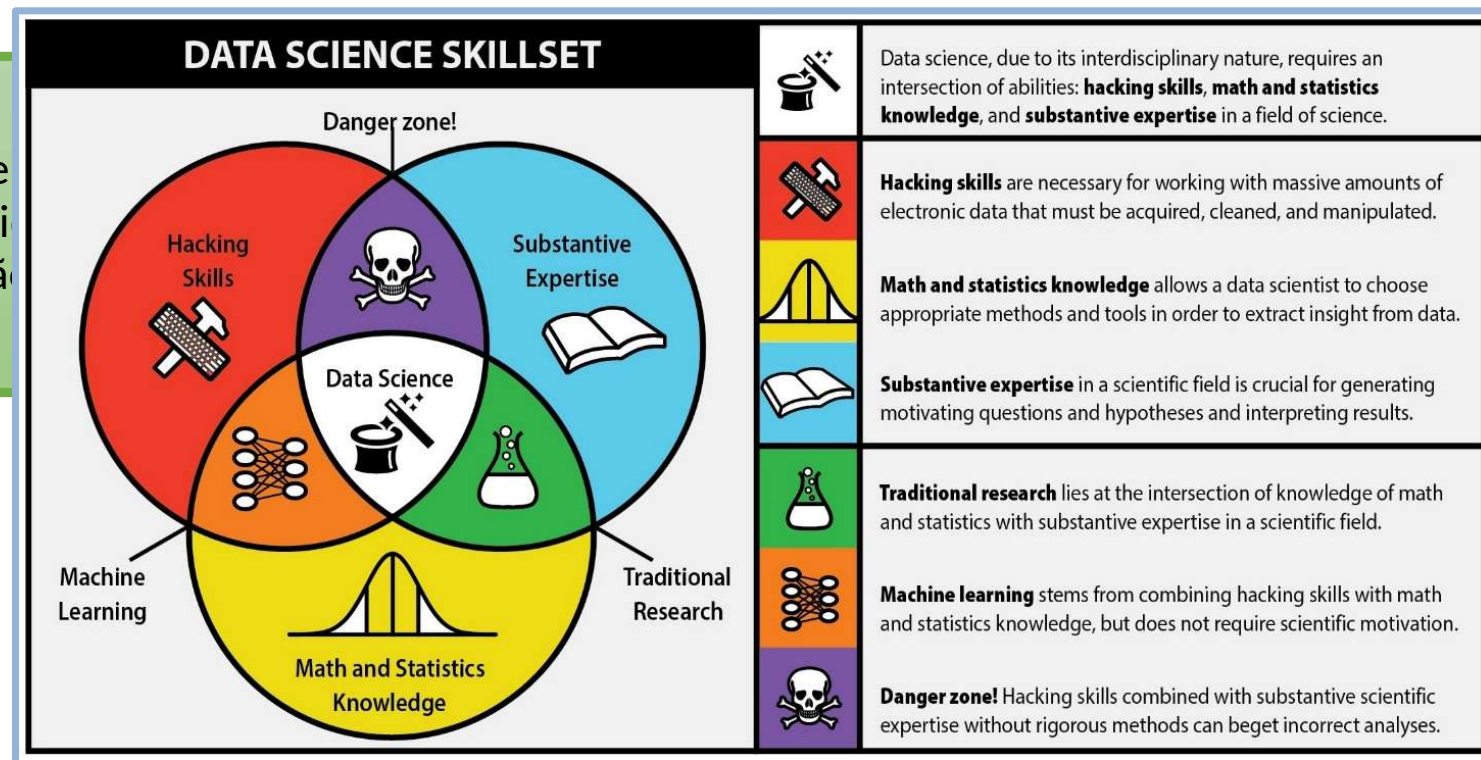 DATA SCIENCE SKILLSET
Danger zone!
Hacking
Skills
Substantive
Expertise
Data Science
Machine
Learning
Traditional
Research
Math and Statistics
Knowledge
Data science, due to its interdisciplinary nature, requires an
intersection of abilities: hacking skills, math and statistics
knowledge, and substantive expertise in a field of science.
Hacking skills are necessary for working with massive amounts of
electronic data that must be acquired, cleaned, and manipulated.
Math and statistics knowledge allows a data scientist to choose
appropriate methods and tools in order to extract insight from data.
Substantive expertise in a scientific field is crucial for generating
motivating questions and hypotheses and interpreting results.
Traditional research lies at the intersection of knowledge of math
and statistics with substantive expertise in a scientific field.
Machine learning stems from combining hacking skills with math
and statistics knowledge, but does not require scientific motivation.
Danger zone! Hacking skills combined with substantive scientific
expertise without rigorous methods can beget incorrect analyses.